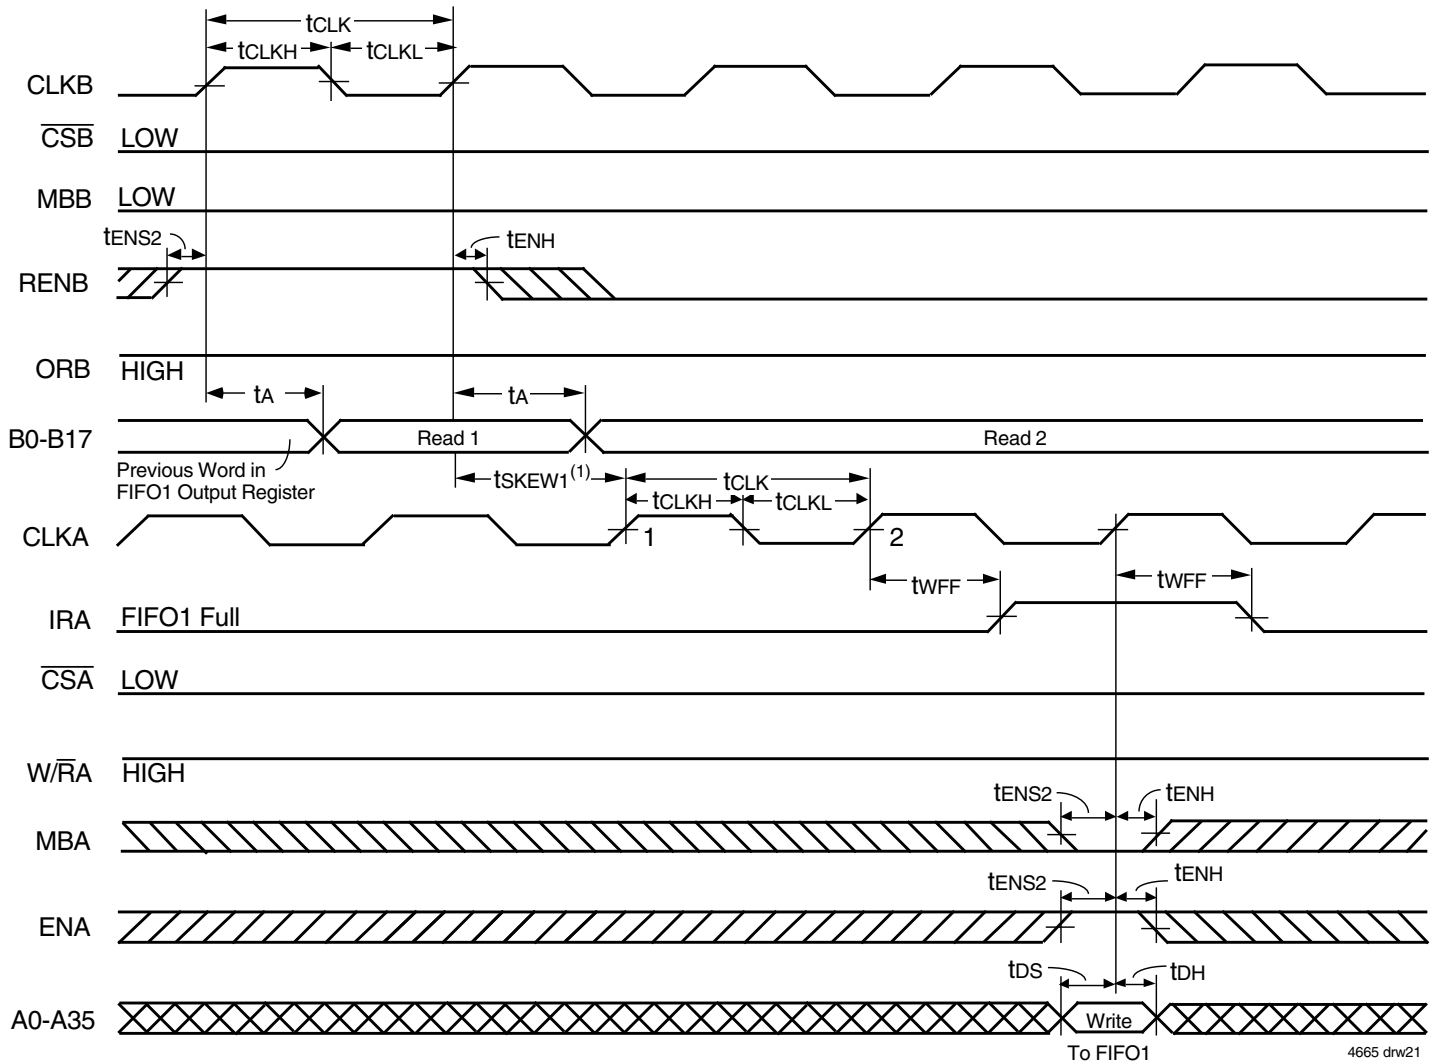 tCLK
tCLKH tCLKL
CLKB
CSB LOW
MBB LOW
tENS2 tENH
RENB
ORB HIGH
tA tA
B0-B17 Read 1 Read 2
Previous Word in
FIFO1 Output Register
tSKEW1(1) tCLK
tCLKH tCLKL
CLKA 1 2
tWFF tWFF
IRA FIFO1 Full
CSA LOW
W/RA HIGH
tENS2 tENH
MBA
tENS2 tENH
ENA
tDS tDH
A0-A35 Write
To FIFO1
4665 drw21